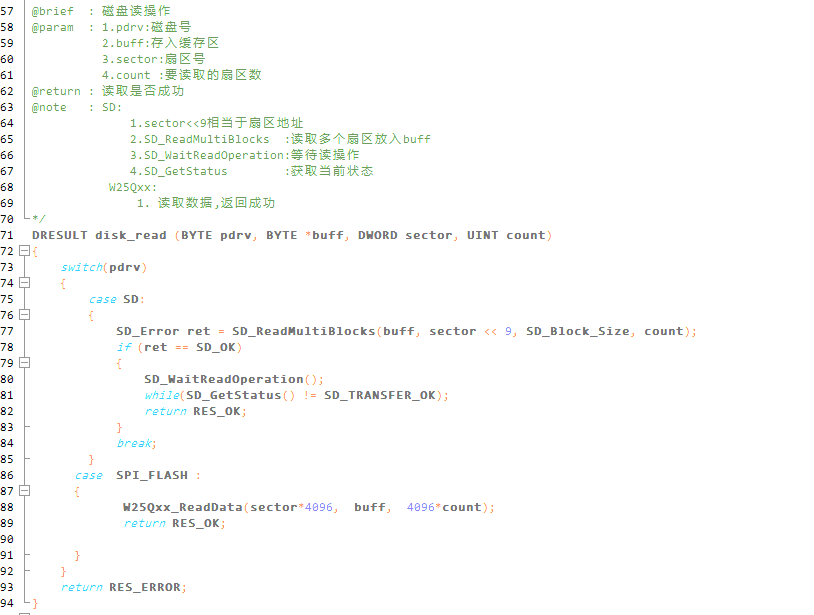 57 @brief  : 磁盘读操作
58 @param  : 1.pdrv:磁盘号
59           2.buff:存入缓存区
60           3.sector:扇区号
61           4.count :要读取的扇区数
62 @return : 读取是否成功
63 @note   : SD:
64               1.sector<<9相当于扇区地址
65               2.SD_ReadMultiBlocks  :读取多个扇区放入buff
66               3.SD_WaitReadOperation:等待读操作
67               4.SD_GetStatus        :获取当前状态
68            W25Qxx:
69                1. 读取数据,返回成功
70 */
71 DRESULT disk_read (BYTE pdrv, BYTE *buff, DWORD sector, UINT count)
72 {
73     switch(pdrv)
74     {
75         case SD:
76         {
77             SD_Error ret = SD_ReadMultiBlocks(buff, sector << 9, SD_Block_Size, count);
78             if (ret == SD_OK)
79             {
80                 SD_WaitReadOperation();
81                 while(SD_GetStatus() != SD_TRANSFER_OK);
82                 return RES_OK;
83             }
84             break;
85         }
86       case  SPI_FLASH :
87       {
88              W25Qxx_ReadData(sector*4096,  buff,  4096*count);
89              return RES_OK;
90
91       }
92     }
93     return RES_ERROR;
94 }